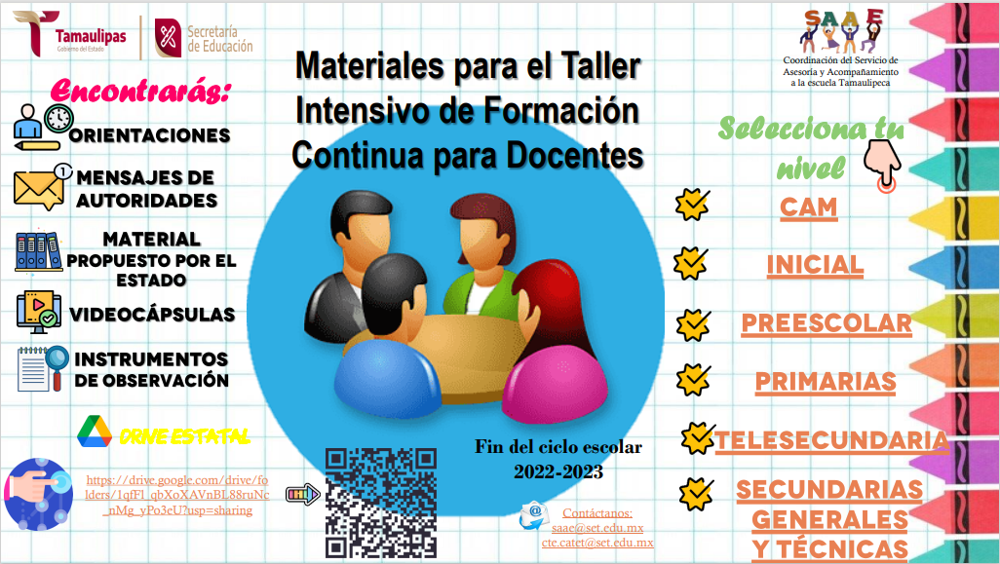 Tamaulipas
Gobierno del Estado
Secretaría
de Educación
SAAE
Coordinación del Servicio de
Asesoría y Acompañamiento
a la escuela Tamaulipeca
Materiales para el Taller
Intensivo de Formación
Continua para Docentes
Encontrarás:
ORIENTACIONES
1
MENSAJES DE
AUTORIDADES
MATERIAL
PROPUESTO POR EL
ESTADO
VIDEOCÁPSULAS
INSTRUMENTOS
DE OBSERVACIÓN
DRIVE ESTATAL
https://drive.google.com/drive/fo
lders/1qfFl_qbXoXAVnBL88ruNc
_nMg_yPo3eU?usp=sharing
Fin del ciclo escolar
2022-2023
@
Contáctanos:
saae@set.edu.mx
cte.catet@set.edu.mx
Selecciona tu
nivel
CAM
INICIAL
PREESCOLAR
PRIMARIAS
TELESECUNDARIA
SECUNDARIAS
GENERALES
Y TÉCNICAS